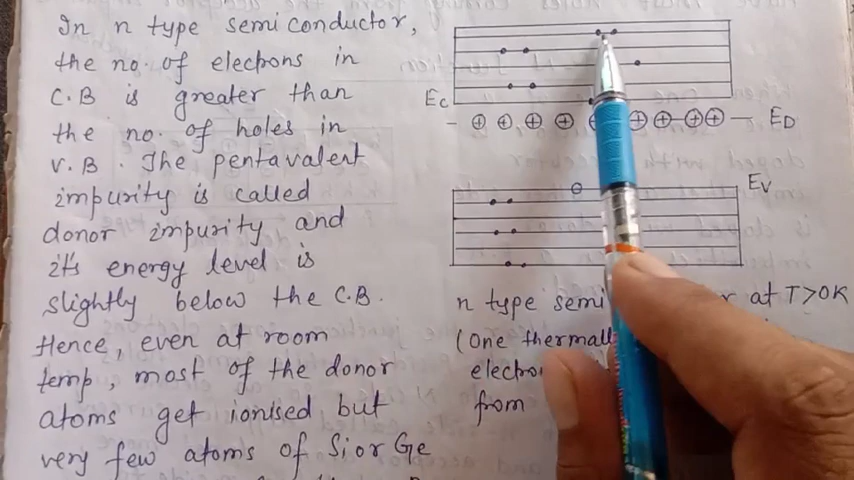 In n type semiconductor,
the no. of elecrons in
C.B is greater than
the no. of holes in
V.B. The pentavalent
impurity is called
donor impurity and
it's energy level is
slightly below the C.B.
Hence, even at room
temp, most of the donor
atoms get ionised but
very few atoms of Si or Ge
Ec
ED
Ev
n type semi r at T>0K
(One thermall
electro
from